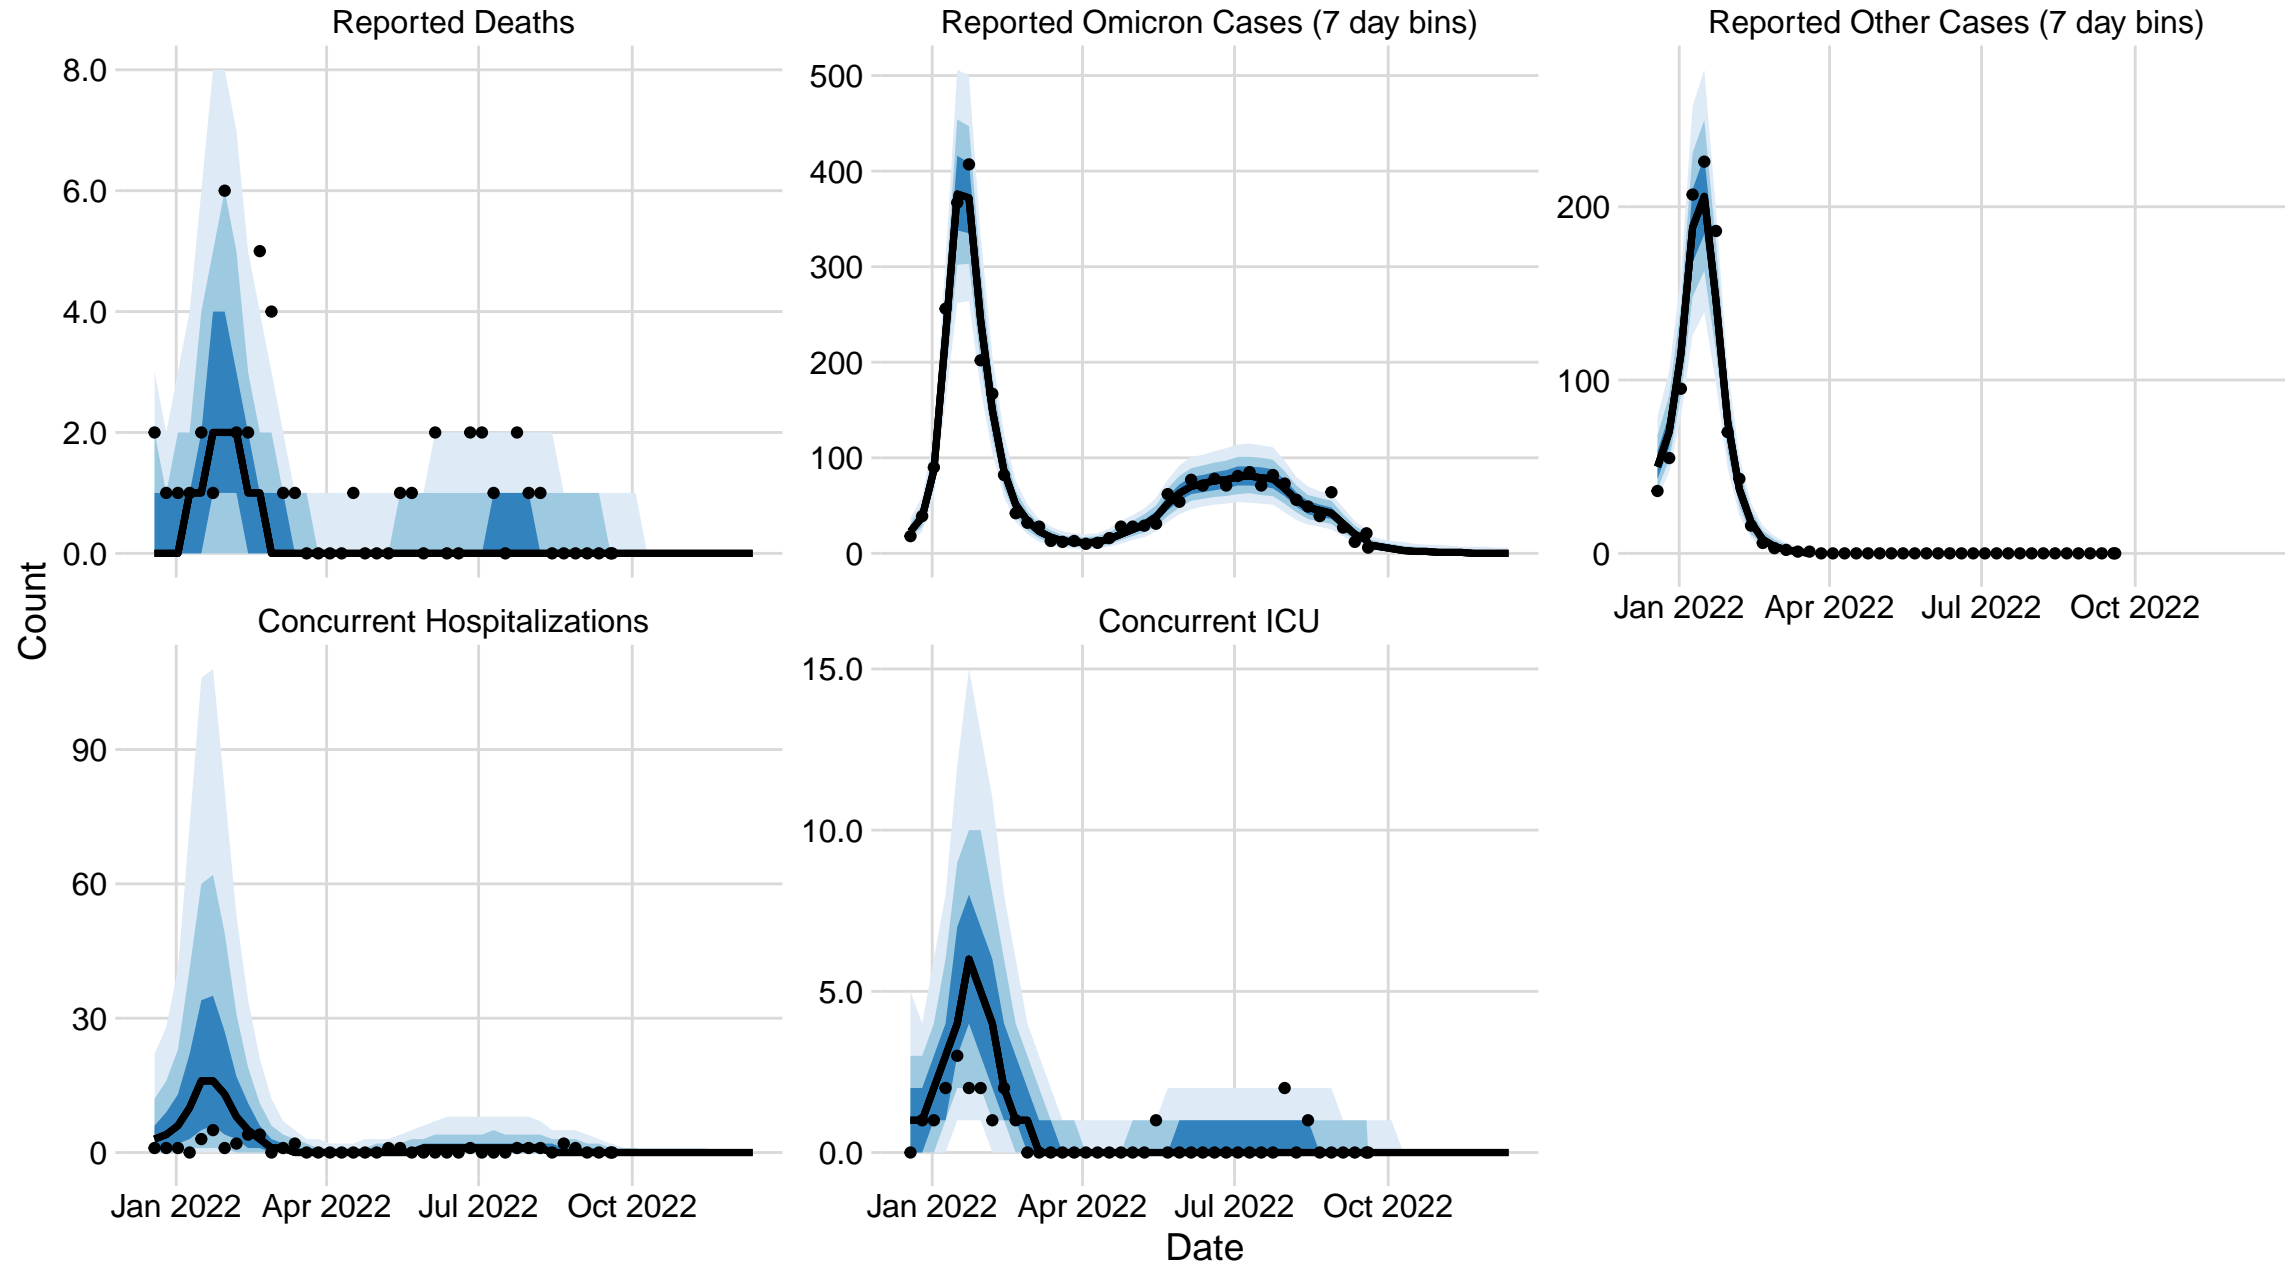 Reported Deaths
Reported Omicron Cases (7 day bins)
Reported Other Cases (7 day bins)
8.0
6.0
4.0
2.0
0.0
500
400
300
200
100
0
200
100
0
Jan 2022 Apr 2022 Jul 2022 Oct 2022
Count
Concurrent Hospitalizations
Concurrent ICU
90
60
30
0
15.0
10.0
5.0
0.0
Jan 2022 Apr 2022 Jul 2022 Oct 2022
Jan 2022 Apr 2022 Jul 2022 Oct 2022
Date